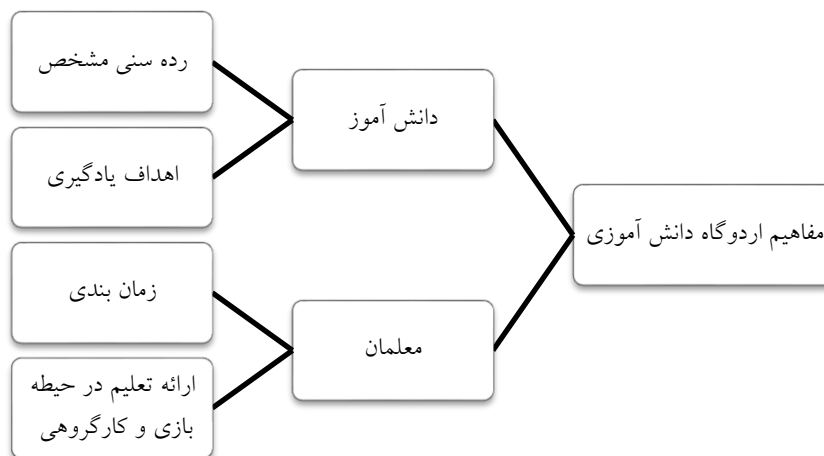 مفاهیم اردوگاه دانش آموزی
دانش آموز
رده سنی مشخص
اهداف یادگیری
معلمان
زمان بندی
ارائه تعلیم در حیطه
بازی و کارگروهی